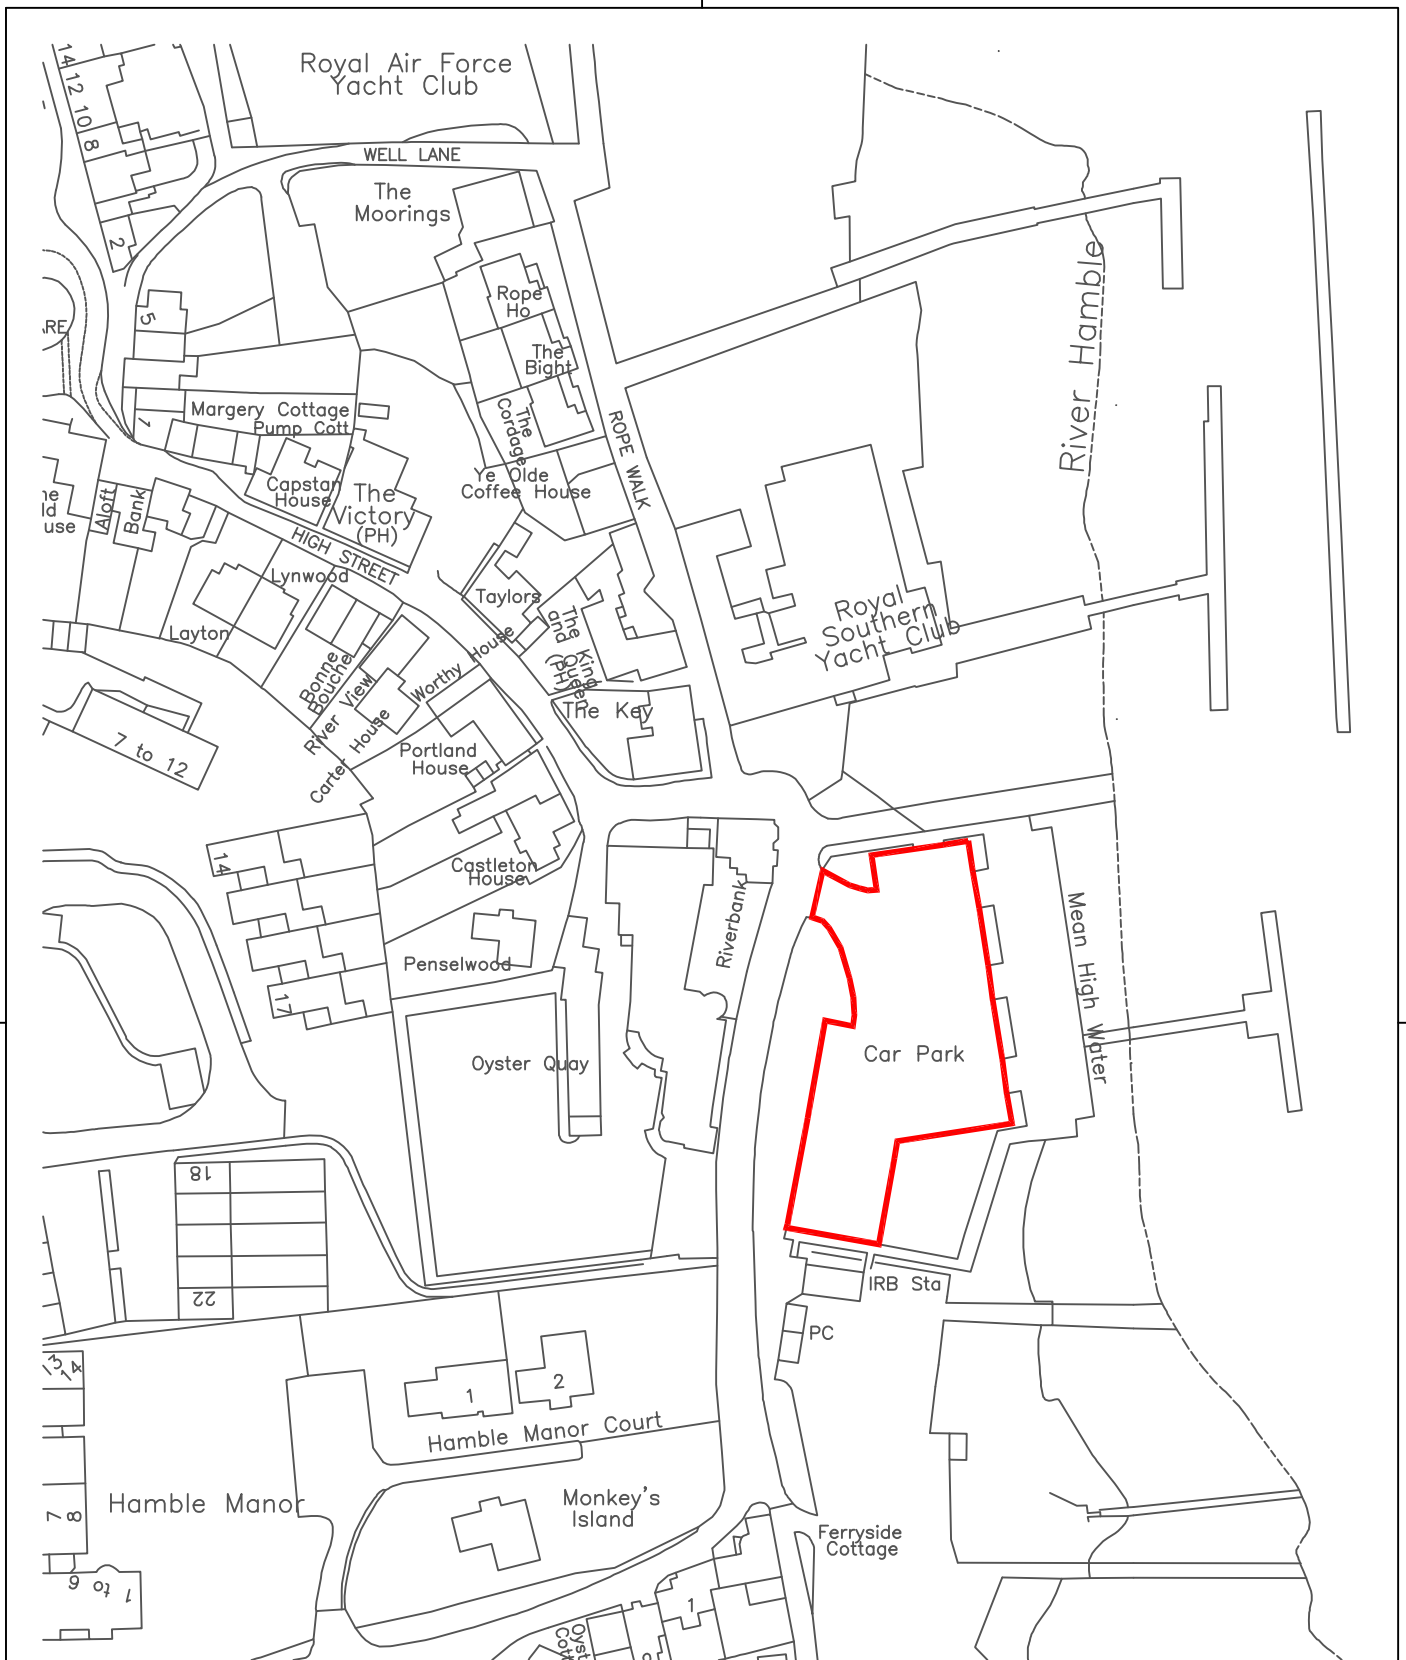 Royal Air Force
Yacht Club
14
12
10
8
2
WELL LANE
The
Moorings
River Hamble
5
Rope
Ho
The
Bight
The
Cordage
Margery Cottage
Pump Cott
1
ROPE WALK
Ye Olde
Coffee House
Capstan
House
The
Victory
(PH)
Aloft
Bank
HIGH STREET
Lynwood
Layton
Taylors
The King
and Queen
(PH)
Royal
Southern
Yacht Club
Bonne
Bouche
River View
Worthy House
Carter House
The Key
Portland
House
7 to 12
14
Castleton
House
Riverbank
Mean High Water
Penselwood
17
Oyster Quay
Car Park
18
22
IRB Sta
PC
13
14
1
2
Hamble Manor Court
Hamble Manor
Monkey's
Island
7
8
Ferryside
Cottage
1 to 6
1